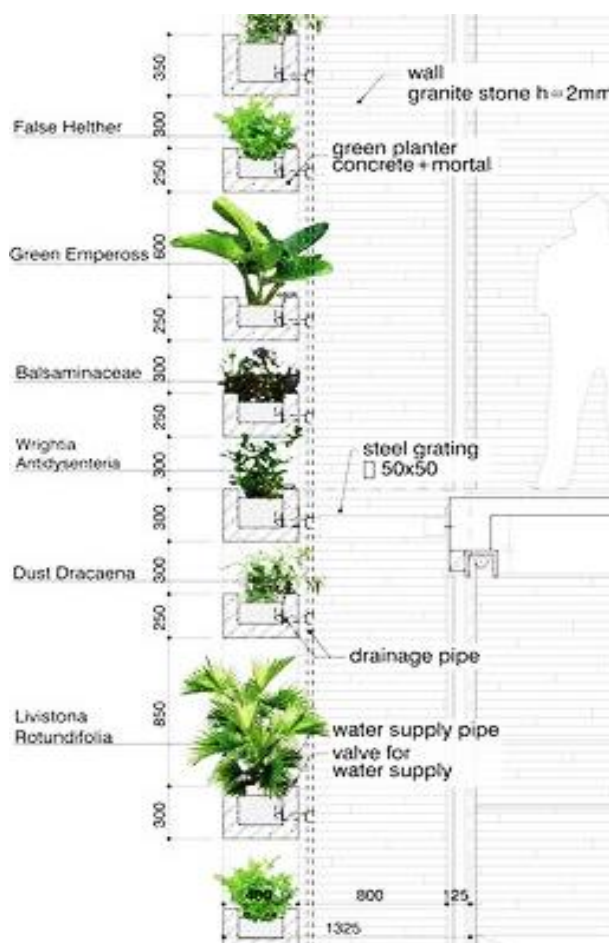 350
wall
granite stone h=2mm
False Helther
300
green planter
concrete+mortal
250
Green Empeross
600
250
Balsaminaceae
300
250
Wrightia
Antidysenteria
300
steel grating
50x50
300
Dust Dracaena
300
250
drainage pipe
Livistona
Rotundifolia
850
water supply pipe
valve for
water supply
300
400
800
125
1325